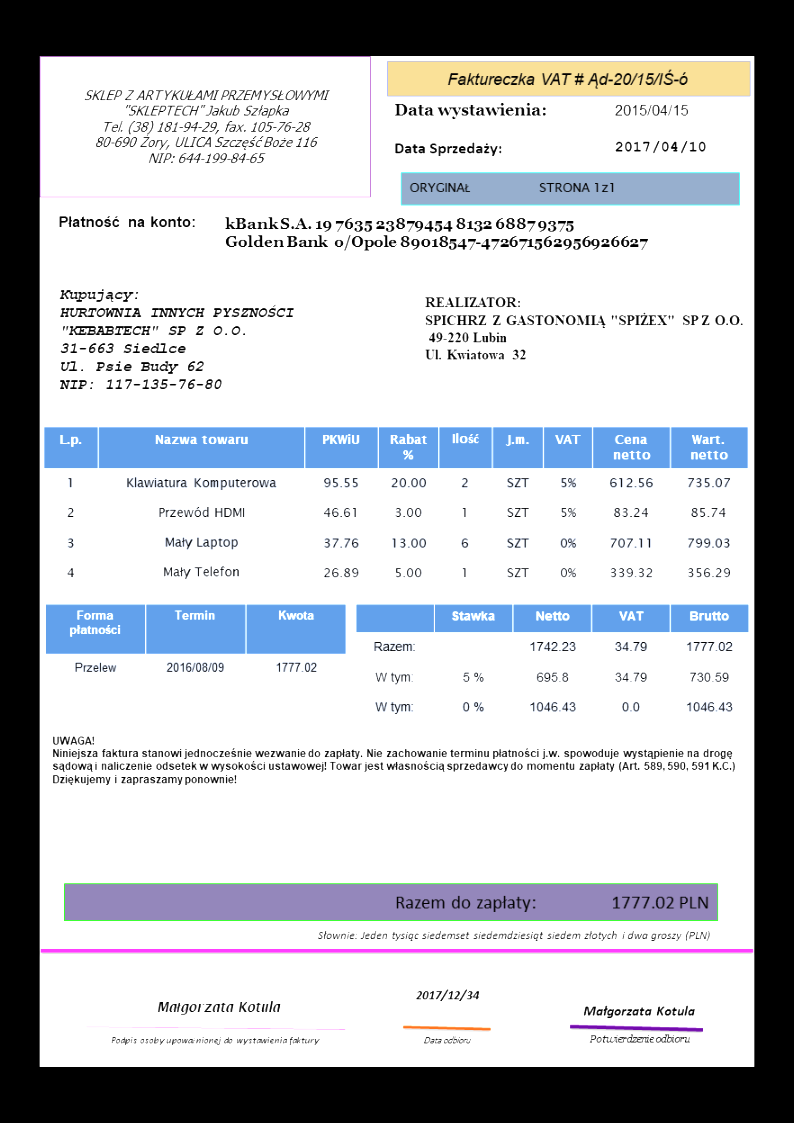 SKLEP Z ARTYKUŁAMI PRZEMYSŁOWYMI
"SKLEPTECH" Jakub Szłapka
Tel. (38) 181-94-29, fax. 105-76-28
80-690 Żory, ULICA Szczęść Boże 116
NIP: 644-199-84-65
Faktureczka VAT # Ąd-20/15/IŚ-ó
Data wystawienia: 2015/04/15
Data Sprzedaży: 2017/04/10
ORYGINAŁ STRONA 1 z 1
Płatność na konto: kBank S.A. 19 7635 23879454 8132 6887 9375
Golden Bank o/Opole 89018547-472671562956926627
Kupujący:
HURTOWNIA INNYCH PYSZNOŚCI
"KEBABTECH" SP Z O.O.
31-663 Siedlce
Ul. Psie Budy 62
NIP: 117-135-76-80
REALIZATOR:
SPICHRZ Z GASTONOMIĄ "SPIŻEX" SP Z O.O.
49-220 Lubin
Ul. Kwiatowa 32
L.p. Nazwa towaru PKWiU Rabat % Ilość J.m. VAT Cena netto Wart. netto
1 Klawiatura Komputerowa 95.55 20.00 2 SZT 5% 612.56 735.07
2 Przewód HDMI 46.61 3.00 1 SZT 5% 83.24 85.74
3 Mały Laptop 37.76 13.00 6 SZT 0% 707.11 799.03
4 Mały Telefon 26.89 5.00 1 SZT 0% 339.32 356.29
Forma płatności Termin Kwota
Przelew 2016/08/09 1777.02
Stawka Netto VAT Brutto
Razem: 1742.23 34.79 1777.02
W tym: 5 % 695.8 34.79 730.59
W tym: 0 % 1046.43 0.0 1046.43
UWAGA!
Niniejsza faktura stanowi jednocześnie wezwanie do zapłaty. Nie zachowanie terminu płatności j.w. spowoduje wystąpienie na drogę
sądową i naliczenie odsetek w wysokości ustawowej! Towar jest własnością sprzedawcy do momentu zapłaty (Art. 589, 590, 591 K.C.)
Dziękujemy i zapraszamy ponownie!
Razem do zapłaty: 1777.02 PLN
Słownie: Jeden tysiąc siedemset siedemdziesiąt siedem złotych i dwa groszy (PLN)
Małgorzata Kotula
2017/12/34
Małgorzata Kotula
Podpis osoby upoważnionej do wystawienia faktury
Data odbioru
Potwierdzenie odbioru